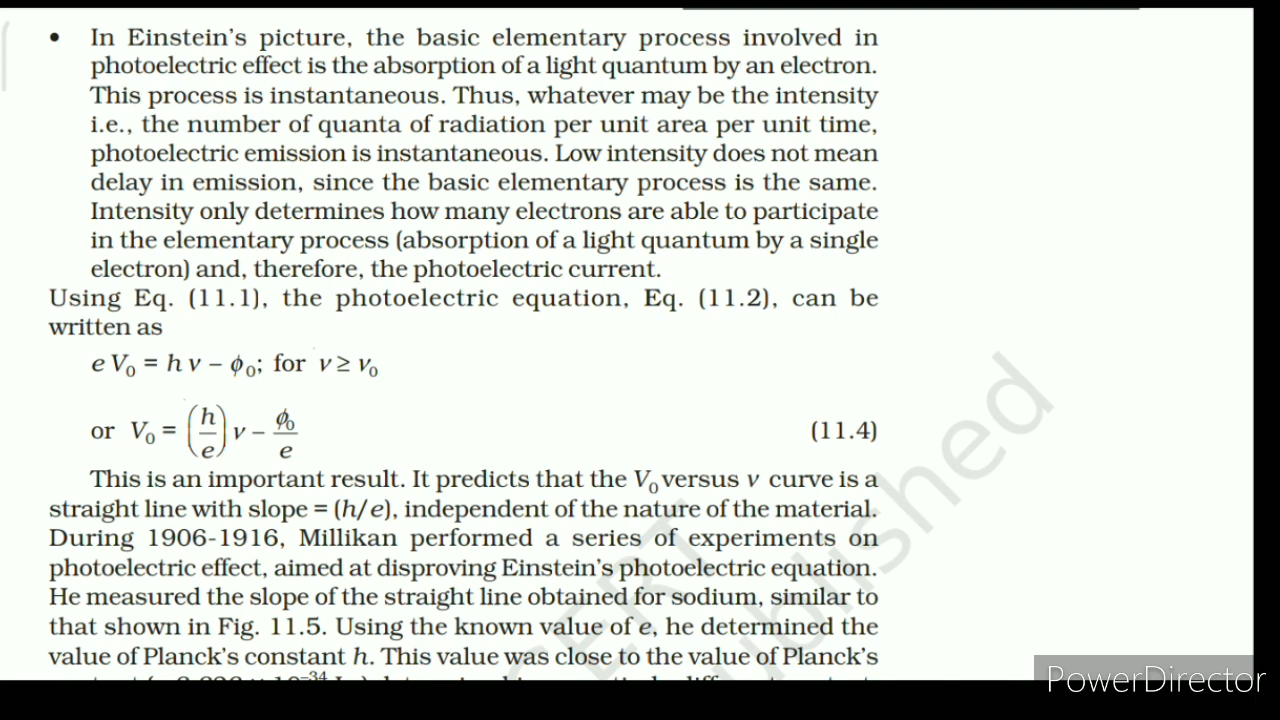 • In Einstein's picture, the basic elementary process involved in
photoelectric effect is the absorption of a light quantum by an electron.
This process is instantaneous. Thus, whatever may be the intensity
i.e., the number of quanta of radiation per unit area per unit time,
photoelectric emission is instantaneous. Low intensity does not mean
delay in emission, since the basic elementary process is the same.
Intensity only determines how many electrons are able to participate
in the elementary process (absorption of a light quantum by a single
electron) and, therefore, the photoelectric current.
Using Eq. (11.1), the photoelectric equation, Eq. (11.2), can be
written as
e V₀ = h ν – ϕ₀; for ν ≥ ν₀
or V₀ = (h/e) ν – ϕ₀/e (11.4)
This is an important result. It predicts that the V₀ versus ν curve is a
straight line with slope = (h/e), independent of the nature of the material.
During 1906-1916, Millikan performed a series of experiments on
photoelectric effect, aimed at disproving Einstein's photoelectric equation.
He measured the slope of the straight line obtained for sodium, similar to
that shown in Fig. 11.5. Using the known value of e, he determined the
value of Planck's constant h. This value was close to the value of Planck's
PowerDirector